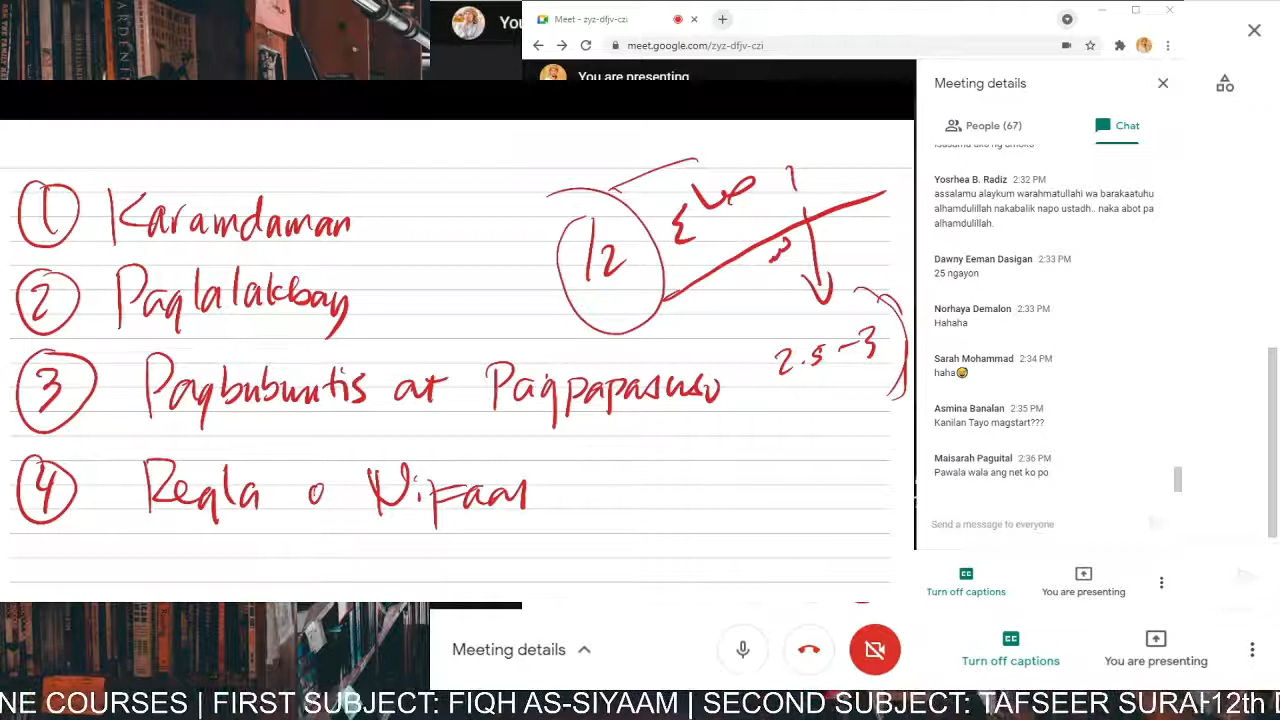 You
Meet - zyz-dfjv-czi
meet.google.com/zyz-dfjv-czi
You are presenting
Meeting details
People (67)
Chat
Yosrhea B. Radiz 2:32 PM
assalamu alaykum warahmatullahi wa barakaatuhu
alhamdulillah nakabalik napo ustadh.. naka abot pa
alhamdulillah.
Dawny Eeman Dasigan 2:33 PM
25 ngayon
Norhaya Demalon 2:33 PM
Hahaha
Sarah Mohammad 2:34 PM
haha😅
Asmina Banalan 2:35 PM
Kanilan Tayo magstart???
Maisarah Paguital 2:36 PM
Pawala wala ang net ko po
Send a message to everyone
Turn off captions
You are presenting
1 Karamdaman
2 Paglalakbay
3 Pagbubuntis at Pagpapasuso
4 Regla o Nifaas
12
2.5 - 3
Meeting details
Turn off captions
You are presenting
NE COURSES | FIRST SUBJECT: FIQH AS-SIYAAM | SECOND SUBJECT: TAFSEER SURAH
12th